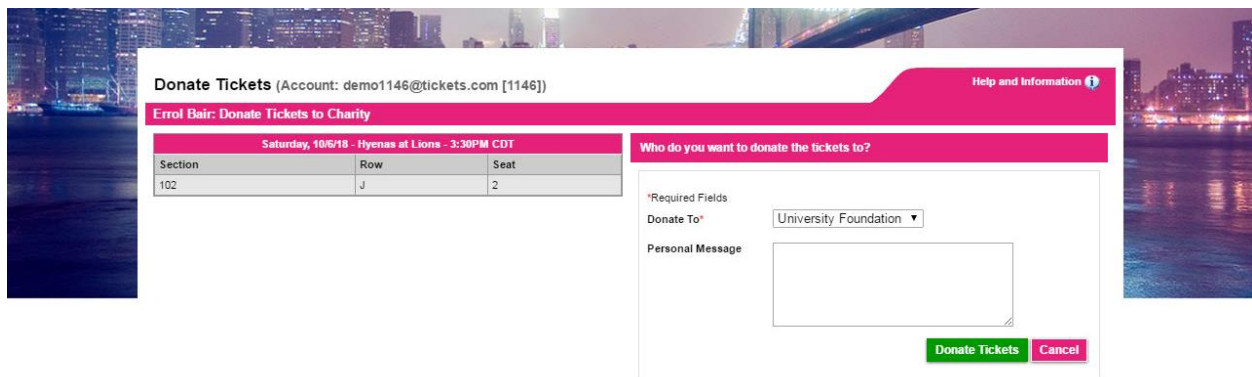 Donate Tickets (Account: demo1146@tickets.com [1146])
Help and Information
Errol Bair: Donate Tickets to Charity
Saturday, 10/6/18 - Hyenas at Lions - 3:30PM CDT
Section Row Seat
102 J 2
Who do you want to donate the tickets to?
*Required Fields
Donate To* University Foundation
Personal Message
Donate Tickets Cancel